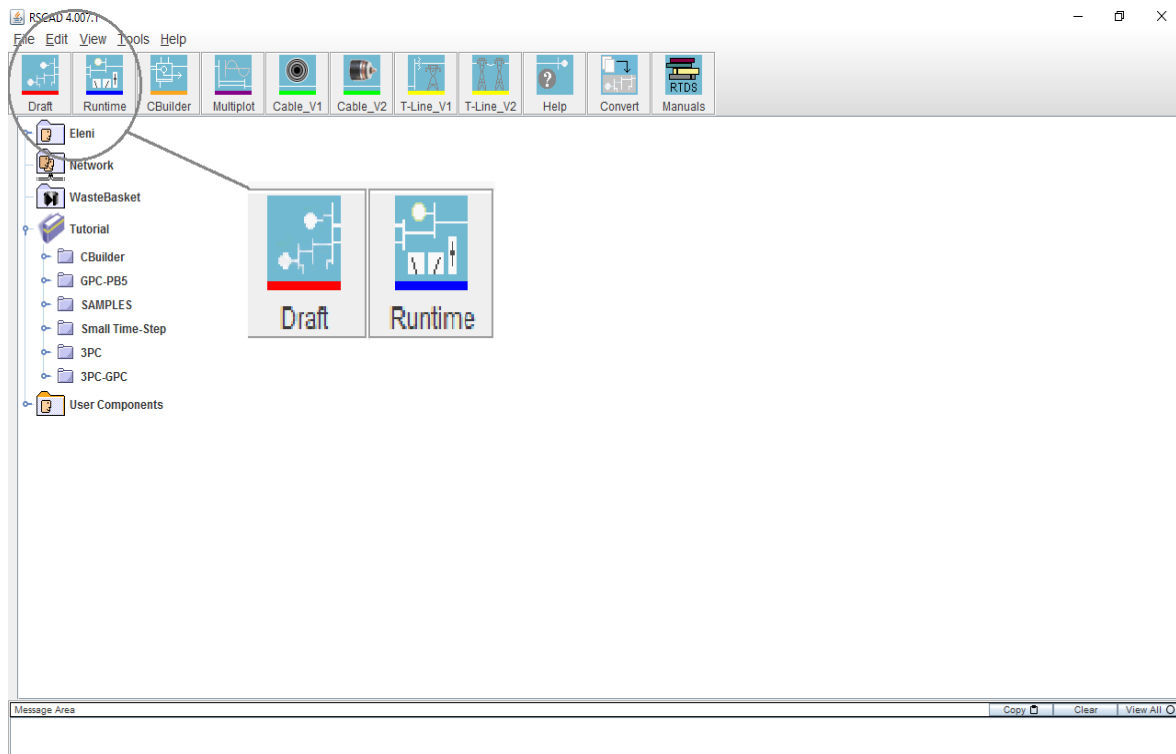 RSCAD 4.007.1
File Edit View Tools Help
Draft Runtime CBuilder Multiplot Cable_V1 Cable_V2 T-Line_V1 T-Line_V2 Help Convert Manuals
RTDS
Eleni
Network
WasteBasket
Tutorial
CBuilder
GPC-PB5
SAMPLES
Small Time-Step
3PC
3PC-GPC
User Components
Draft Runtime
Message Area Copy Clear View All